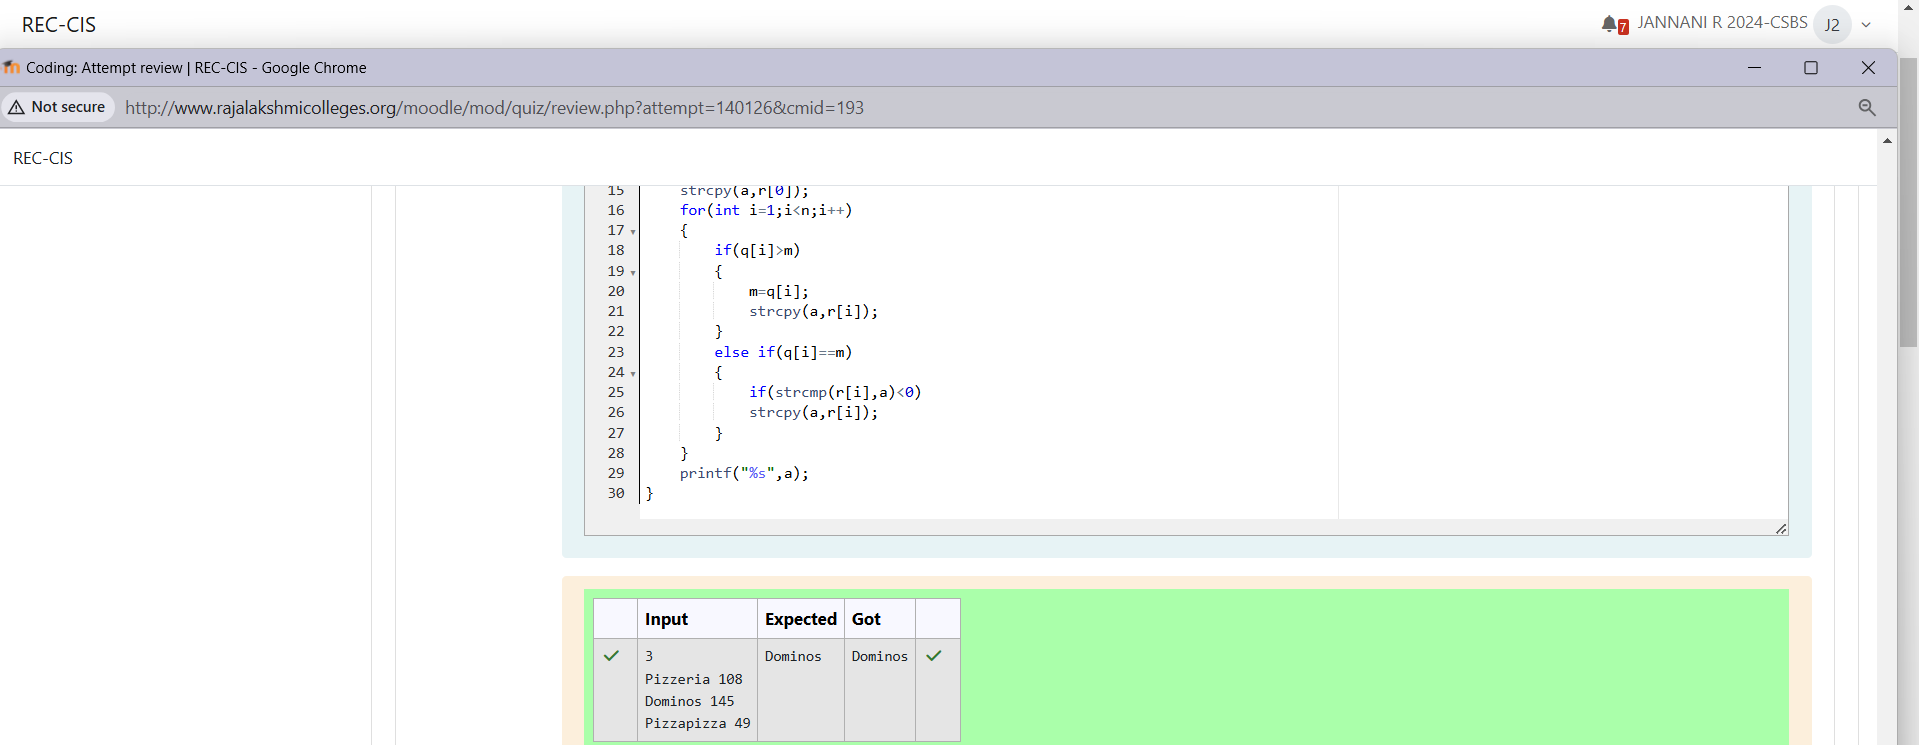 REC-CIS
7 JANNANI R 2024-CSBS J2
Coding: Attempt review | REC-CIS - Google Chrome
Not secure http://www.rajalakshmicolleges.org/moodle/mod/quiz/review.php?attempt=140126&cmid=193
REC-CIS
15 strcpy(a,r[0]);
16 for(int i=1;i<n;i++)
17 {
18 if(q[i]>m)
19 {
20 m=q[i];
21 strcpy(a,r[i]);
22 }
23 else if(q[i]==m)
24 {
25 if(strcmp(r[i],a)<0)
26 strcpy(a,r[i]);
27 }
28 }
29 printf("%s",a);
30 }
Input Expected Got
3 Dominos Dominos
Pizzeria 108
Dominos 145
Pizzapizza 49